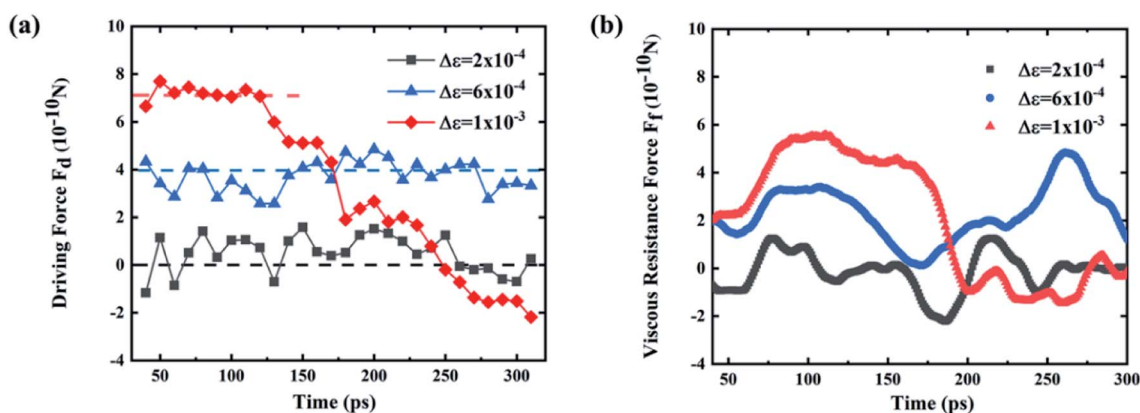 (a)
Driving Force F_d (10⁻¹⁰N)
10
8
6
4
2
0
-2
-4
Δε=2x10⁻⁴
Δε=6x10⁻⁴
Δε=1x10⁻³
50 100 150 200 250 300
Time (ps)
(b)
Viscous Resistance Force F_f (10⁻¹⁰N)
10
8
6
4
2
0
-2
-4
Δε=2x10⁻⁴
Δε=6x10⁻⁴
Δε=1x10⁻³
50 100 150 200 250 300
Time (ps)